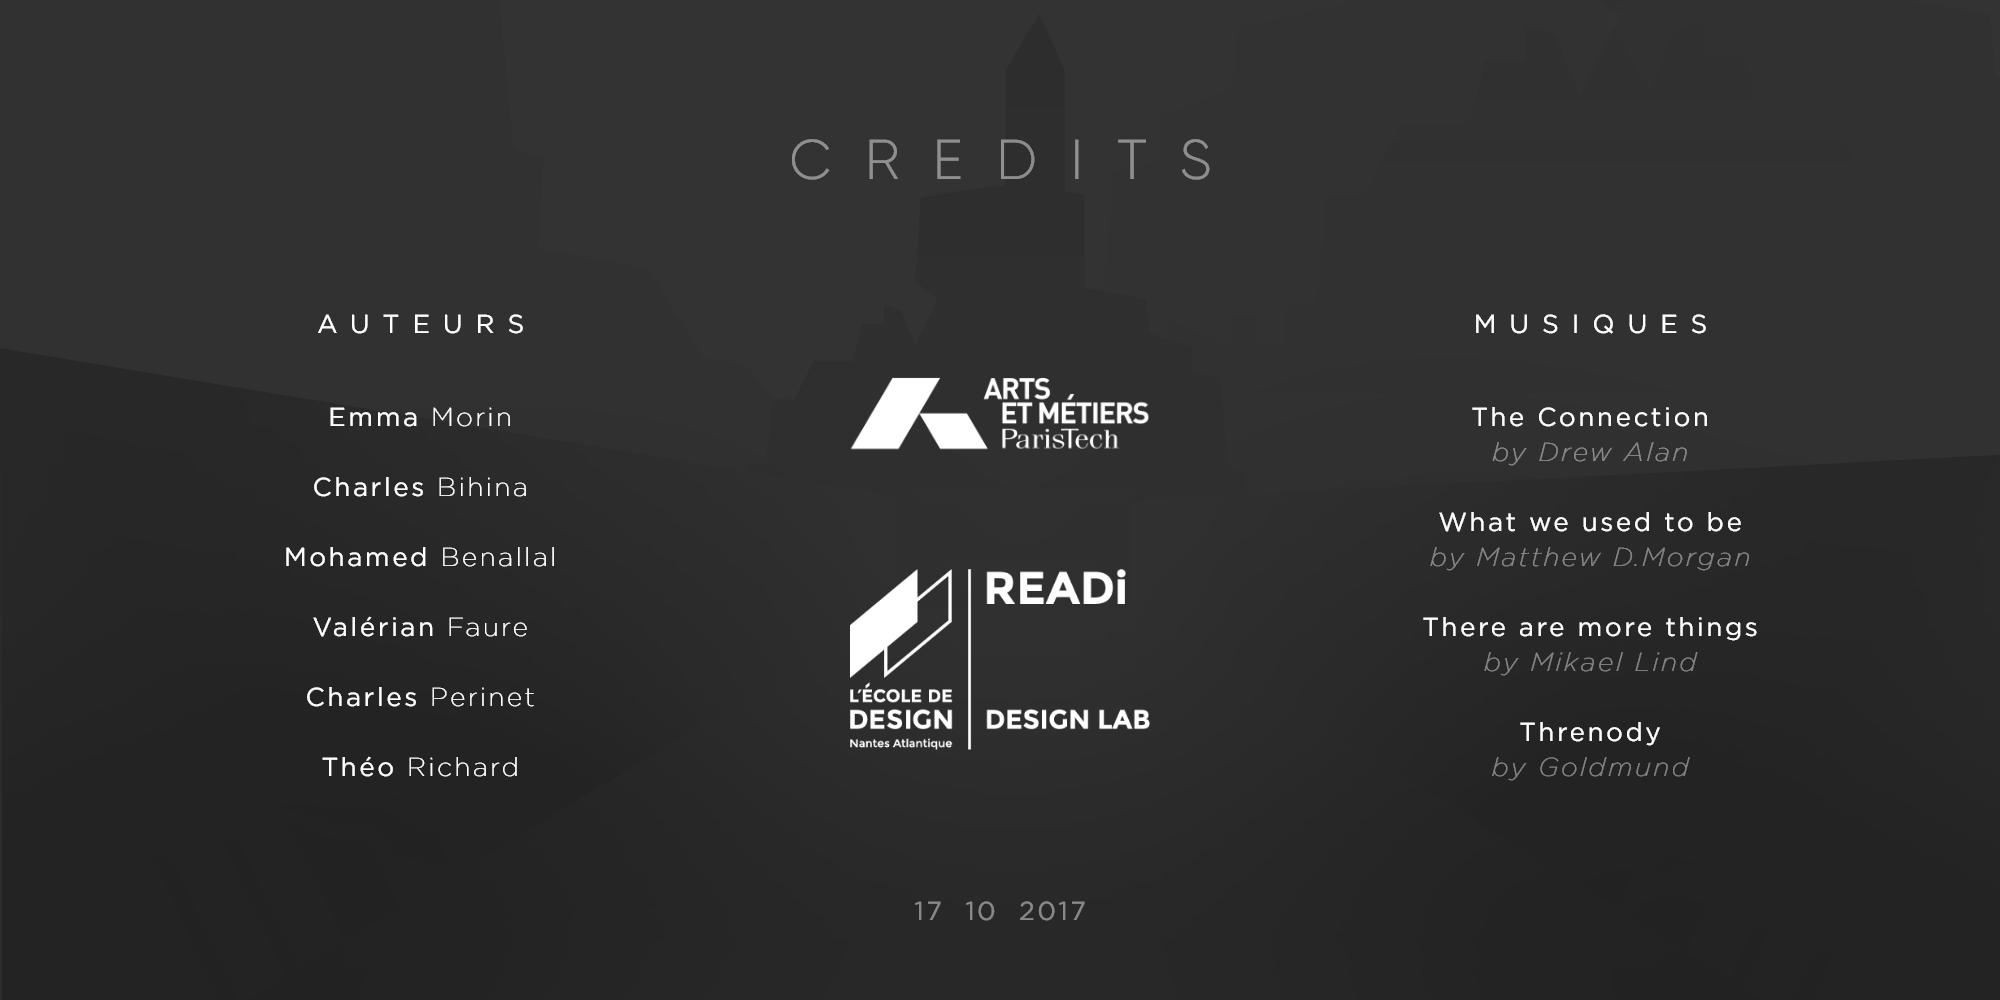 CREDITS
AUTEURS
Emma Morin
Charles Bihina
Mohamed Benallal
Valérian Faure
Charles Perinet
Théo Richard
ARTS
ET MÉTIERS
ParisTech
READi
L'ÉCOLE DE
DESIGN
Nantes Atlantique
DESIGN LAB
MUSIQUES
The Connection
by Drew Alan
What we used to be
by Matthew D.Morgan
There are more things
by Mikael Lind
Threnody
by Goldmund
17 10 2017